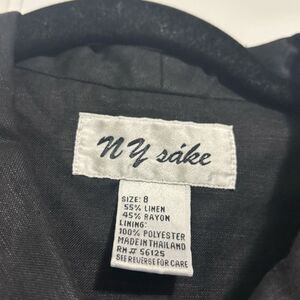 NY sáke
SIZE: 8
55% LINEN
45% RAYON
LINING:
100% POLYESTER
MADE IN THAILAND
RN# 56125
SEE REVERSE FOR CARE